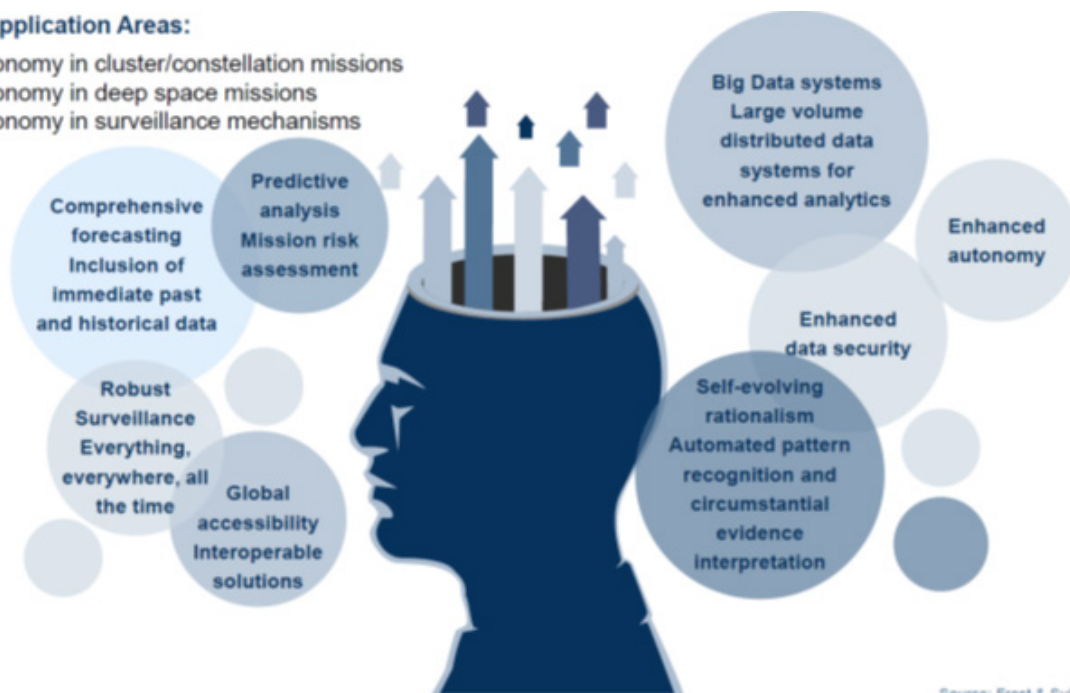 pplication Areas:
onomy in cluster/constellation missions
onomy in deep space missions
onomy in surveillance mechanisms
Comprehensive
forecasting
Inclusion of
immediate past
and historical data
Predictive
analysis
Mission risk
assessment
Robust
Surveillance
Everything,
everywhere, all
the time
Global
accessibility
Interoperable
solutions
Big Data systems
Large volume
distributed data
systems for
enhanced analytics
Enhanced
autonomy
Enhanced
data security
Self-evolving
rationalism
Automated pattern
recognition and
circumstantial
evidence
interpretation